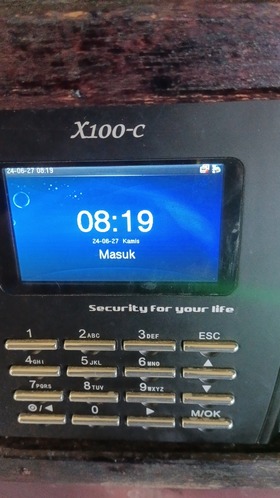 X100-C
24-06-27 08:19
08:19
24-06-27 Kamis
Masuk
Security for your life
1 2ABC 3DEF ESC
4GHI 5JKL 6MNO ▲
7PQRS 8TUV 9WXYZ ▼
/◀ 0 ▶ M/OK